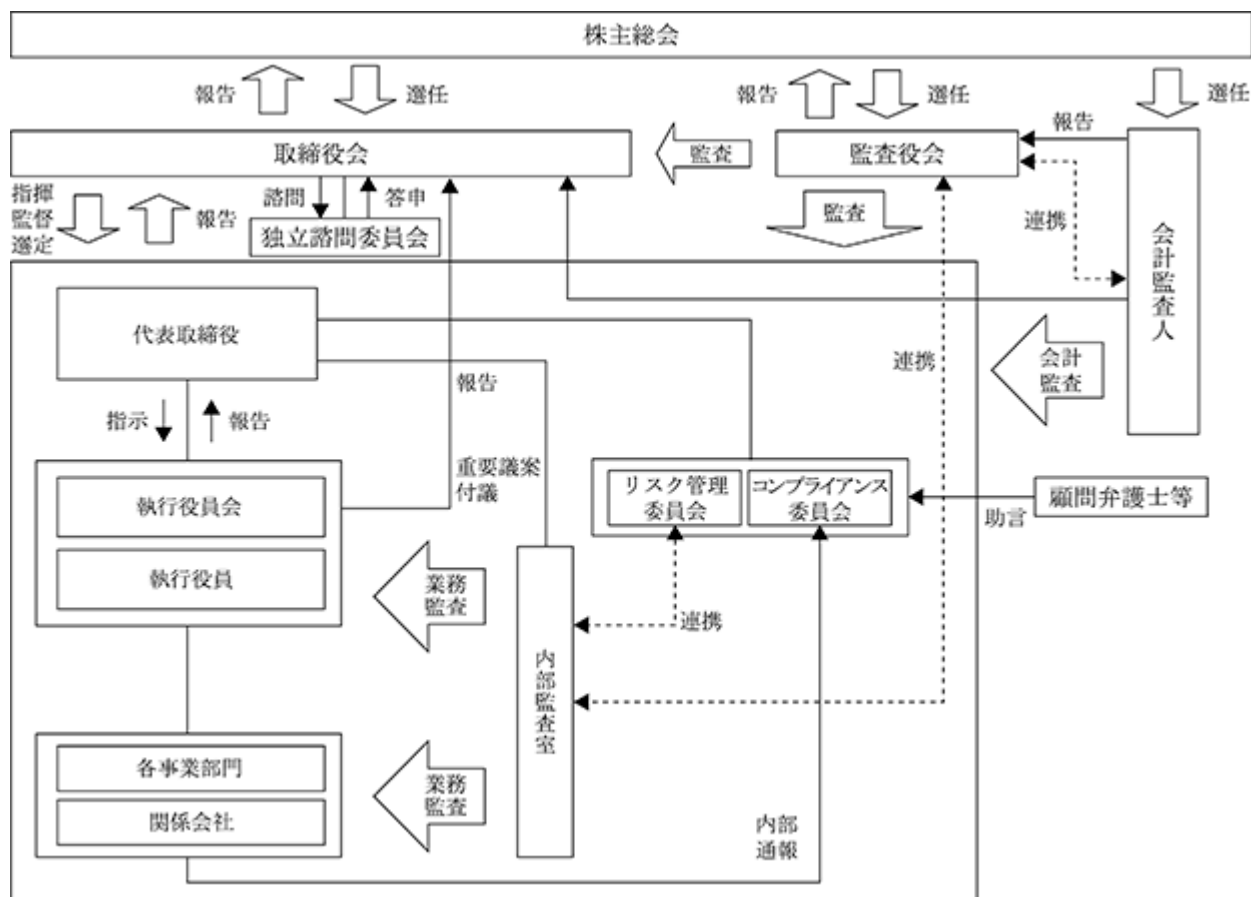 株主総会
報告
選任
報告
選任
選任
取締役会
監査
監査役会
報告
指揮
監督
選定
報告
諮問
答申
独立諮問委員会
監査
連携
会計監査人
代表取締役
報告
連携
会計
監査
指示
報告
重要議案
付議
執行役員会
執行役員
リスク管理
委員会
コンプライアンス
委員会
助言
顧問弁護士等
業務
監査
連携
内部監査室
各事業部門
関係会社
業務
監査
内部
通報